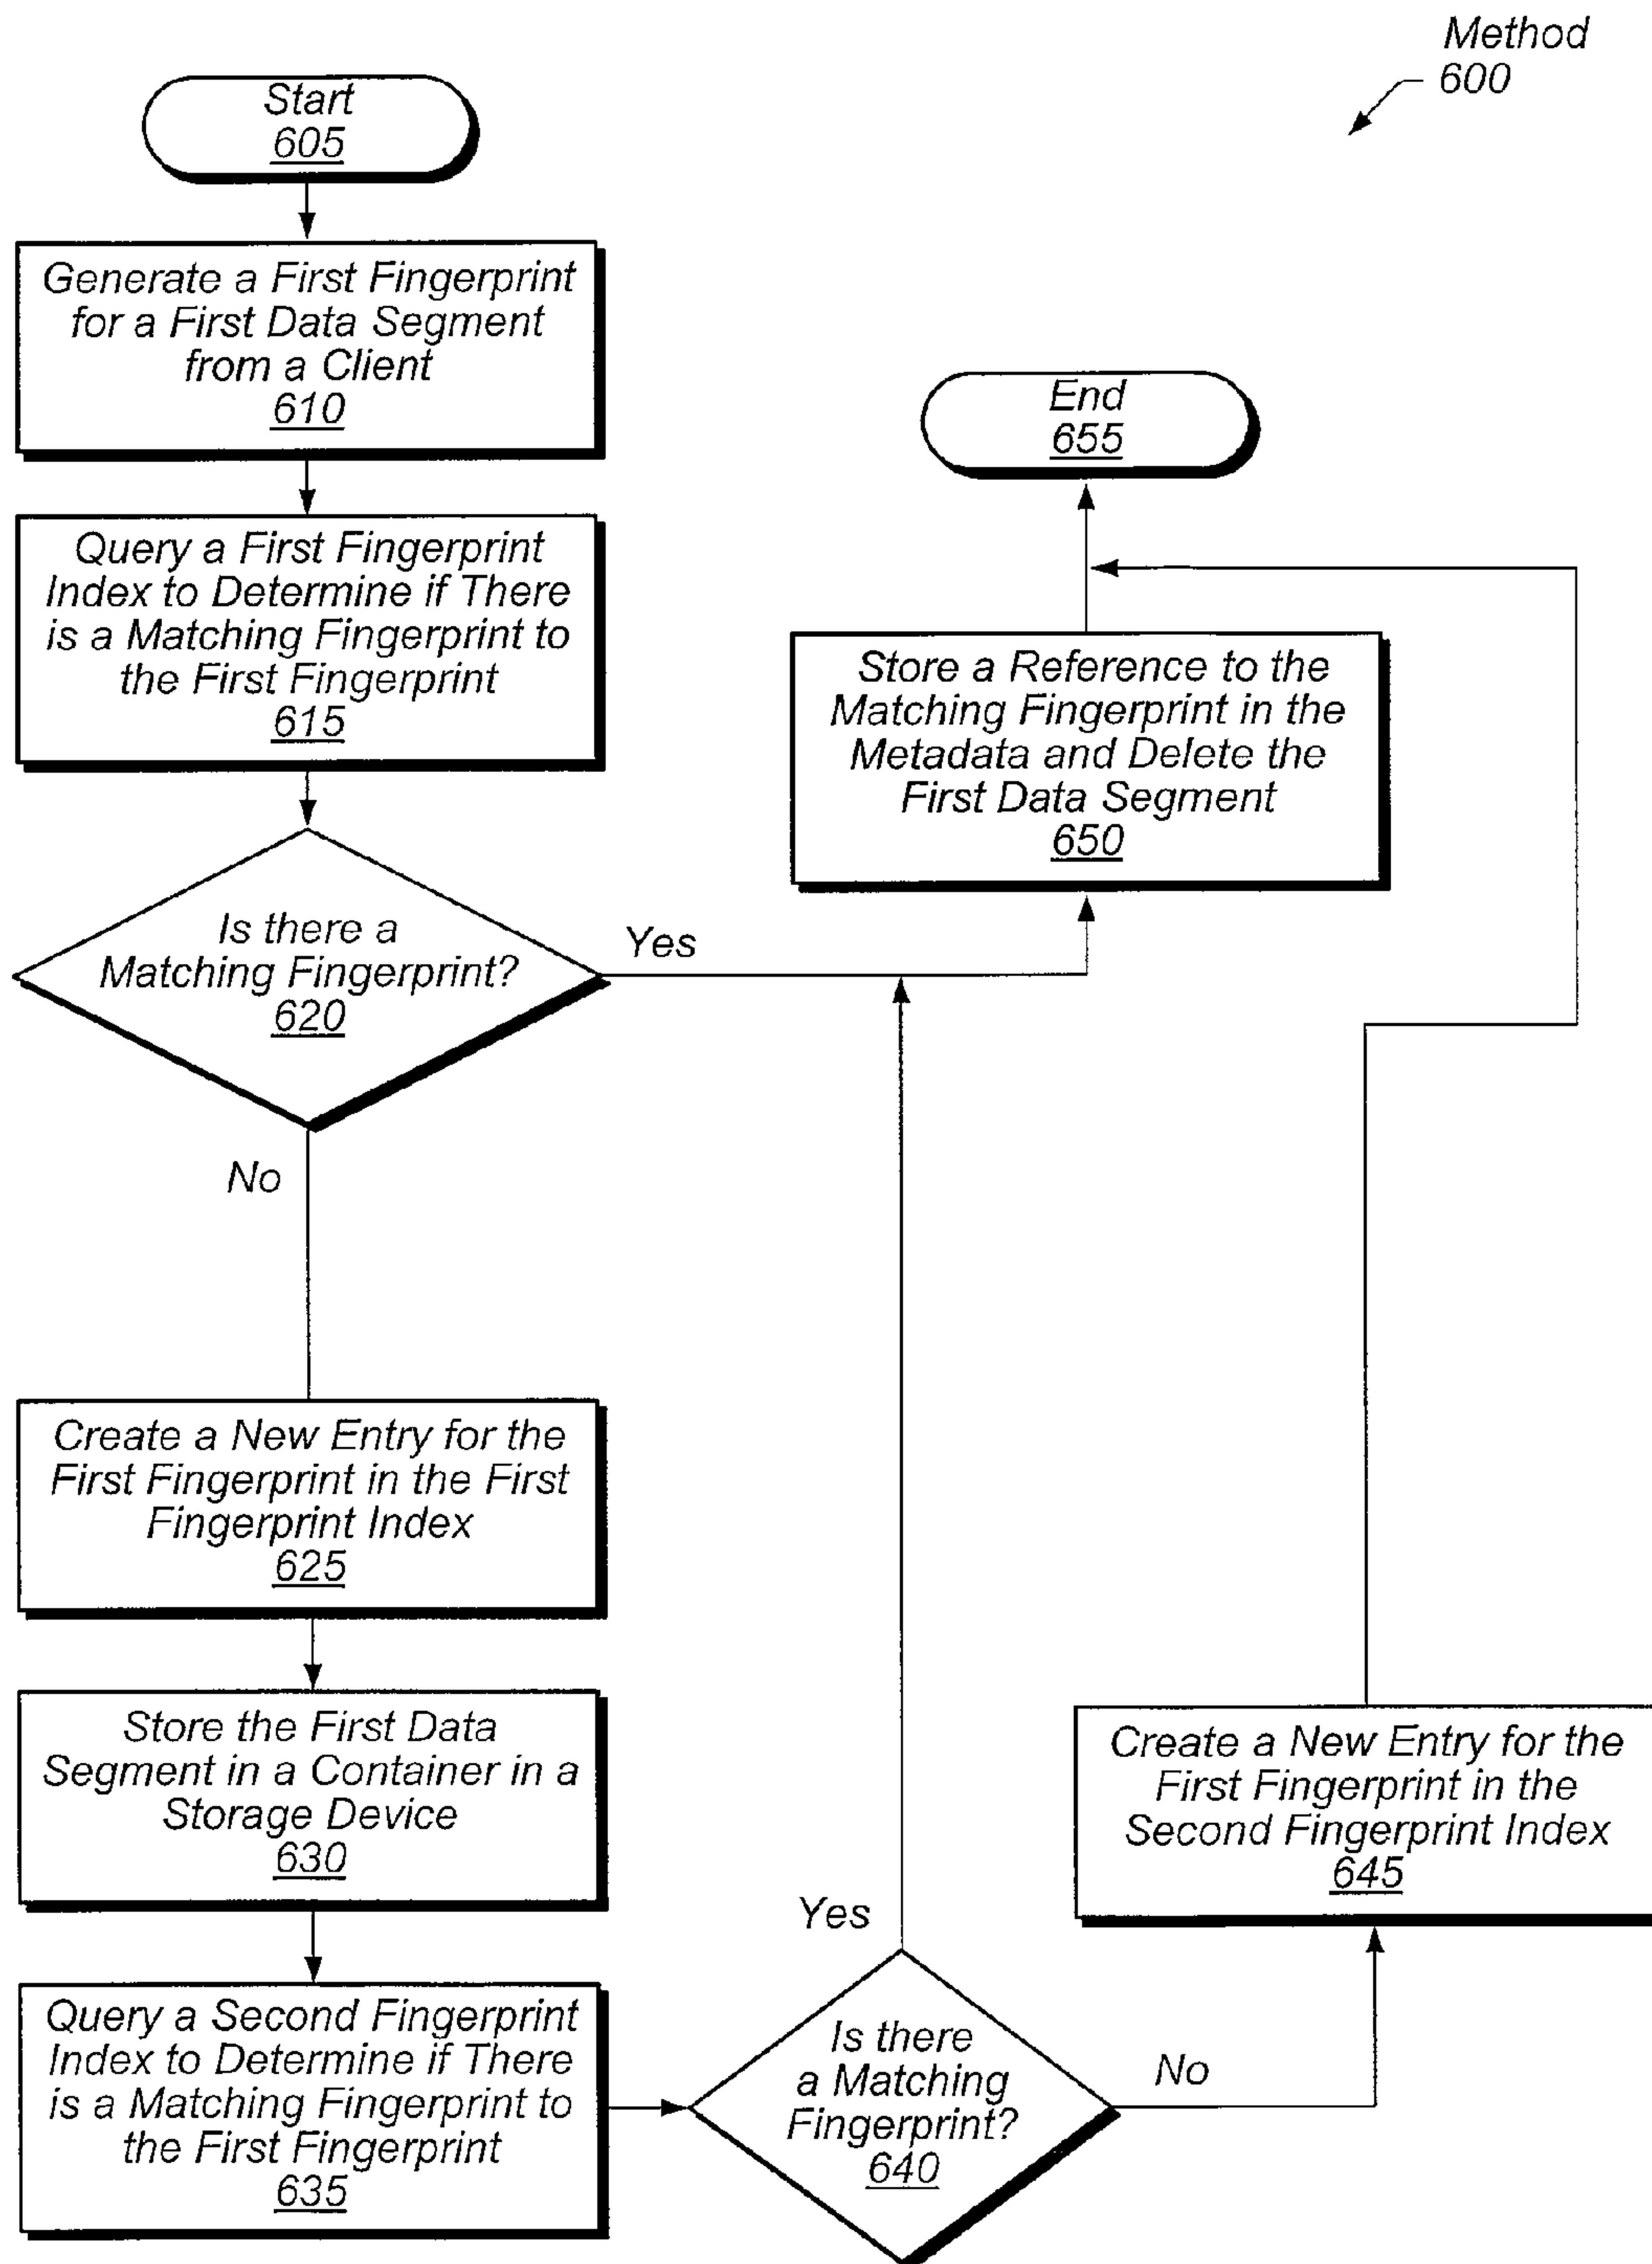 Method
600
Start
605
Generate a First Fingerprint
for a First Data Segment
from a Client
610
End
655
Query a First Fingerprint
Index to Determine if There
is a Matching Fingerprint to
the First Fingerprint
615
Store a Reference to the
Matching Fingerprint in the
Metadata and Delete the
First Data Segment
650
Is there a
Matching Fingerprint?
620
Yes
No
Create a New Entry for the
First Fingerprint in the First
Fingerprint Index
625
Store the First Data
Segment in a Container in a
Storage Device
630
Create a New Entry for the
First Fingerprint in the
Second Fingerprint Index
645
Yes
Query a Second Fingerprint
Index to Determine if There
is a Matching Fingerprint to
the First Fingerprint
635
Is there
a Matching
Fingerprint?
640
No